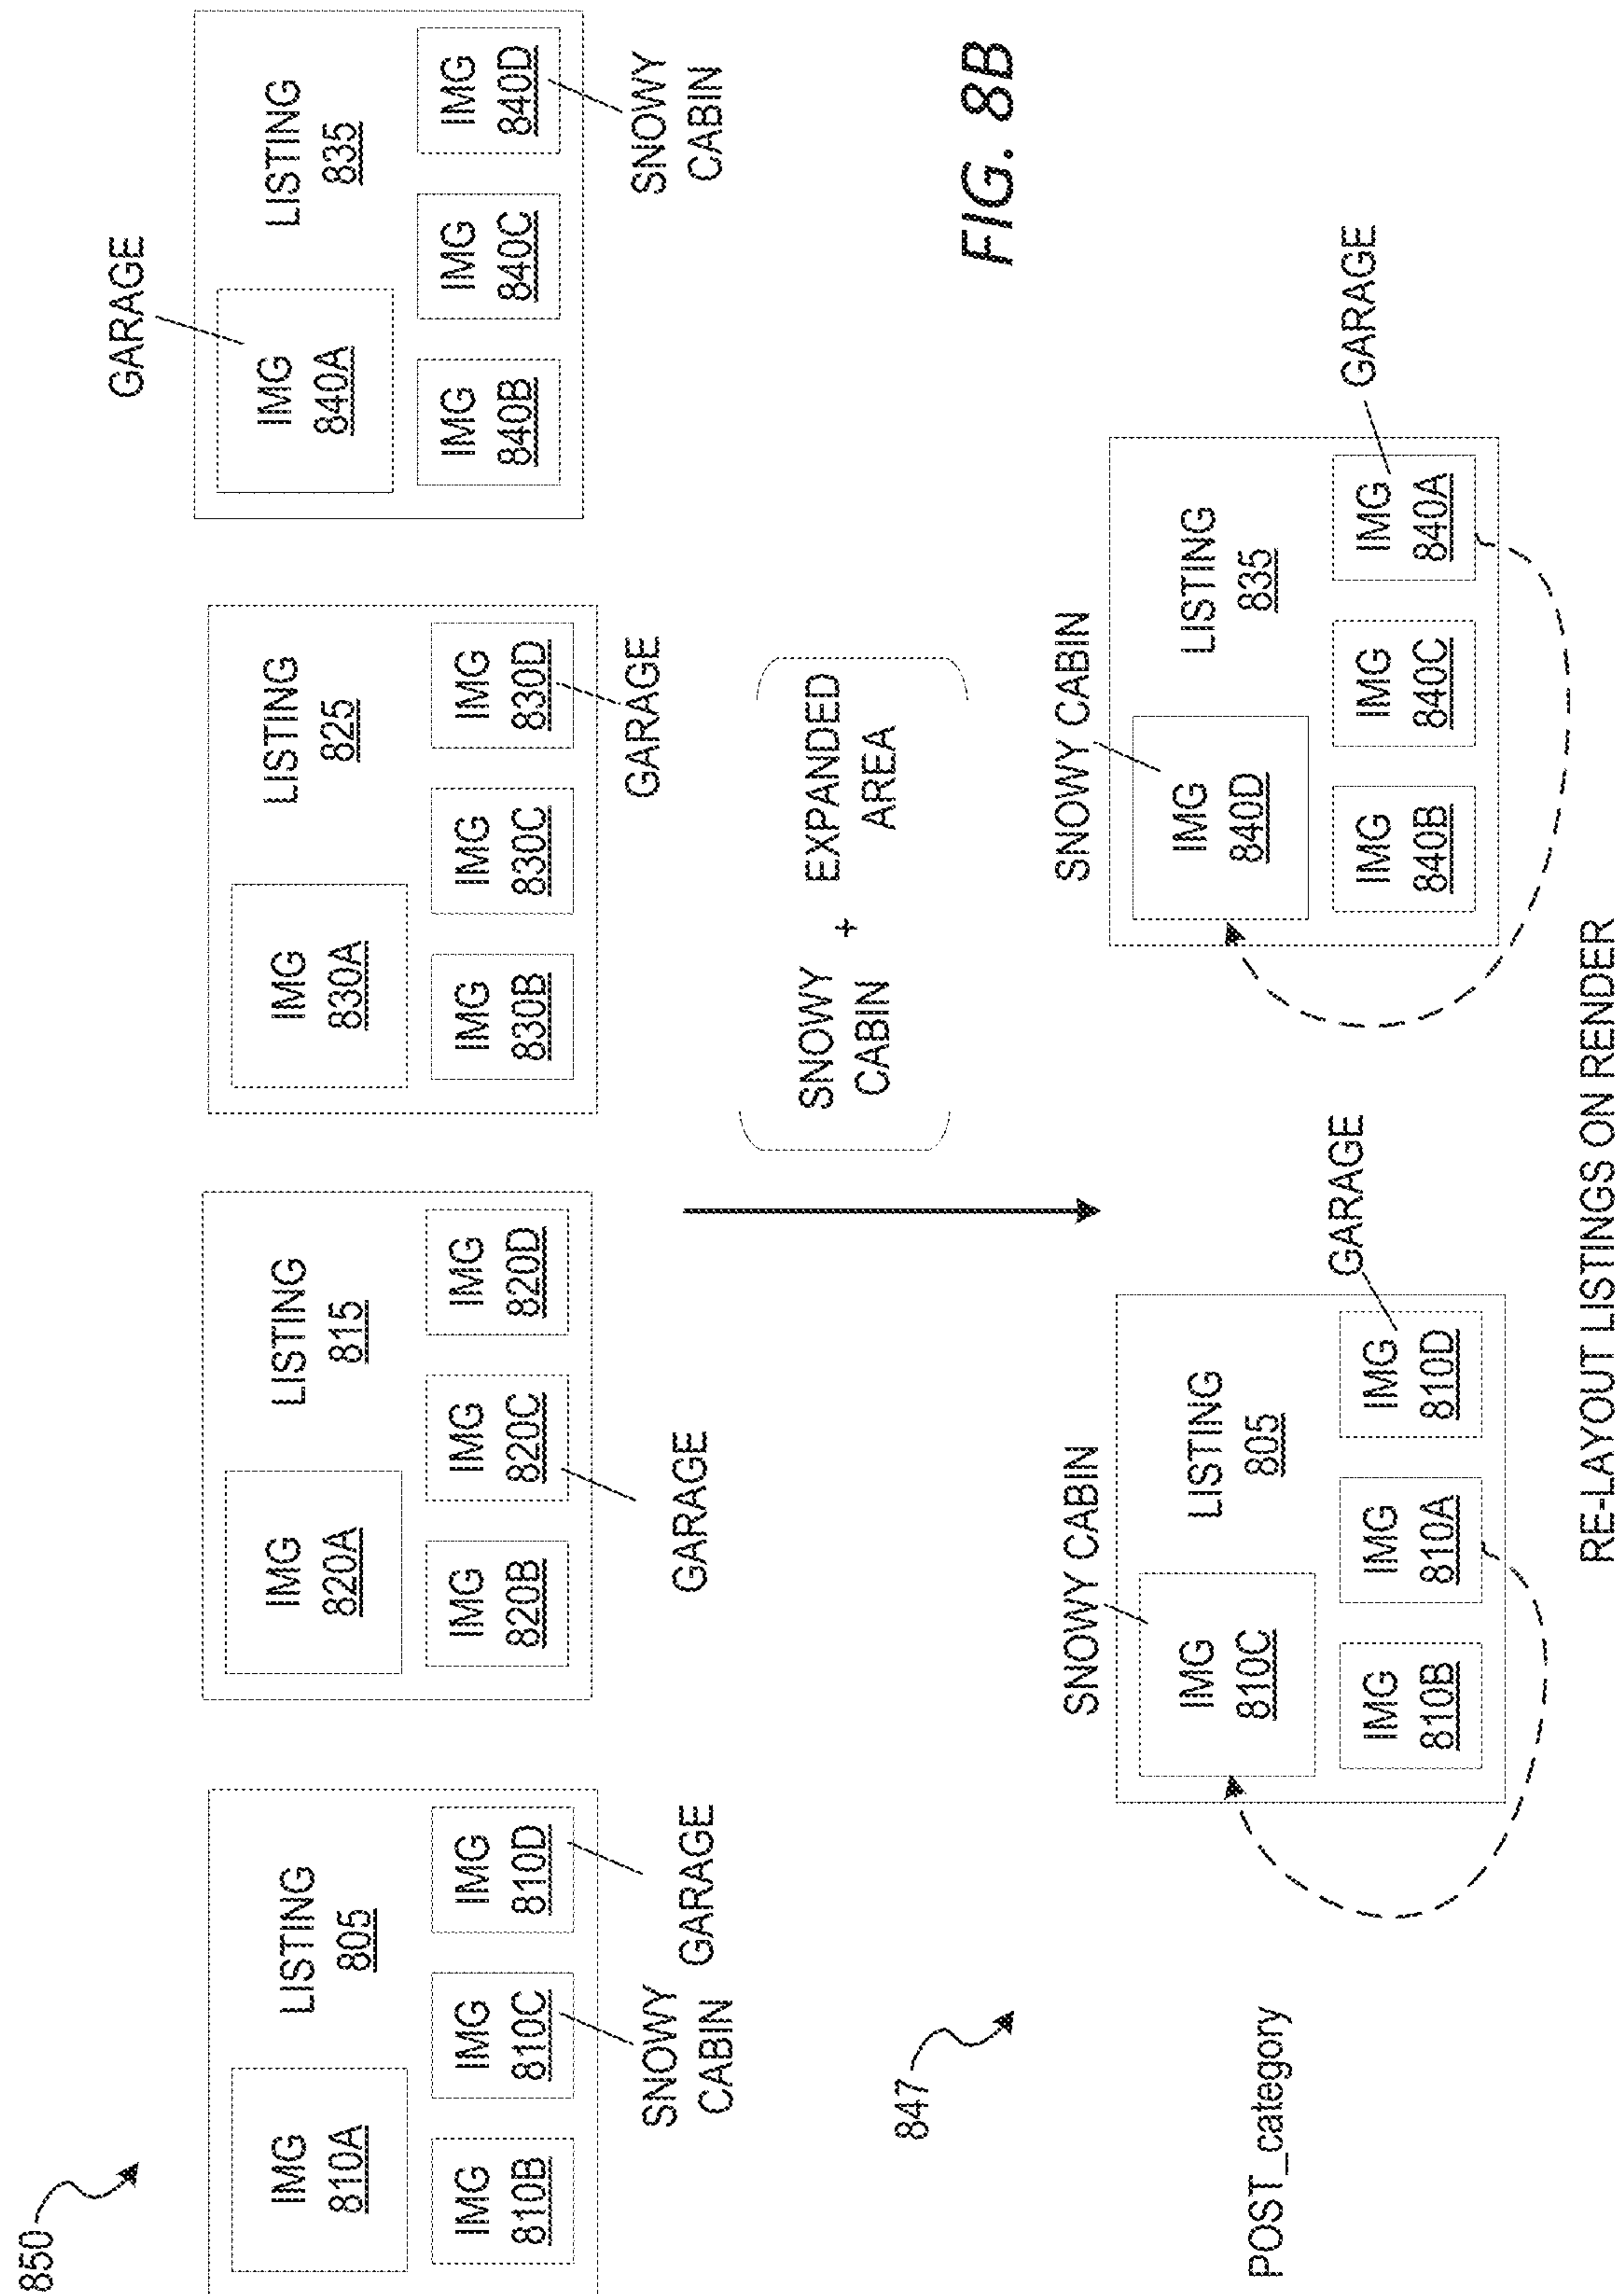 850
LISTING
805
IMG
810A
IMG
810B
IMG
810C
IMG
810D
SNOWY
CABIN
GARAGE
LISTING
815
IMG
820A
IMG
820B
IMG
820C
IMG
820D
GARAGE
LISTING
825
IMG
830A
IMG
830B
IMG
830C
IMG
830D
GARAGE
GARAGE
LISTING
835
IMG
840A
IMG
840B
IMG
840C
IMG
840D
SNOWY
CABIN
SNOWY
CABIN
+
EXPANDED
AREA
847
POST_category
SNOWY CABIN
LISTING
805
IMG
810C
IMG
810B
IMG
810A
IMG
810D
GARAGE
SNOWY CABIN
LISTING
835
IMG
840D
IMG
840B
IMG
840C
IMG
840A
GARAGE
RE-LAYOUT LISTINGS ON RENDER
FIG. 8B